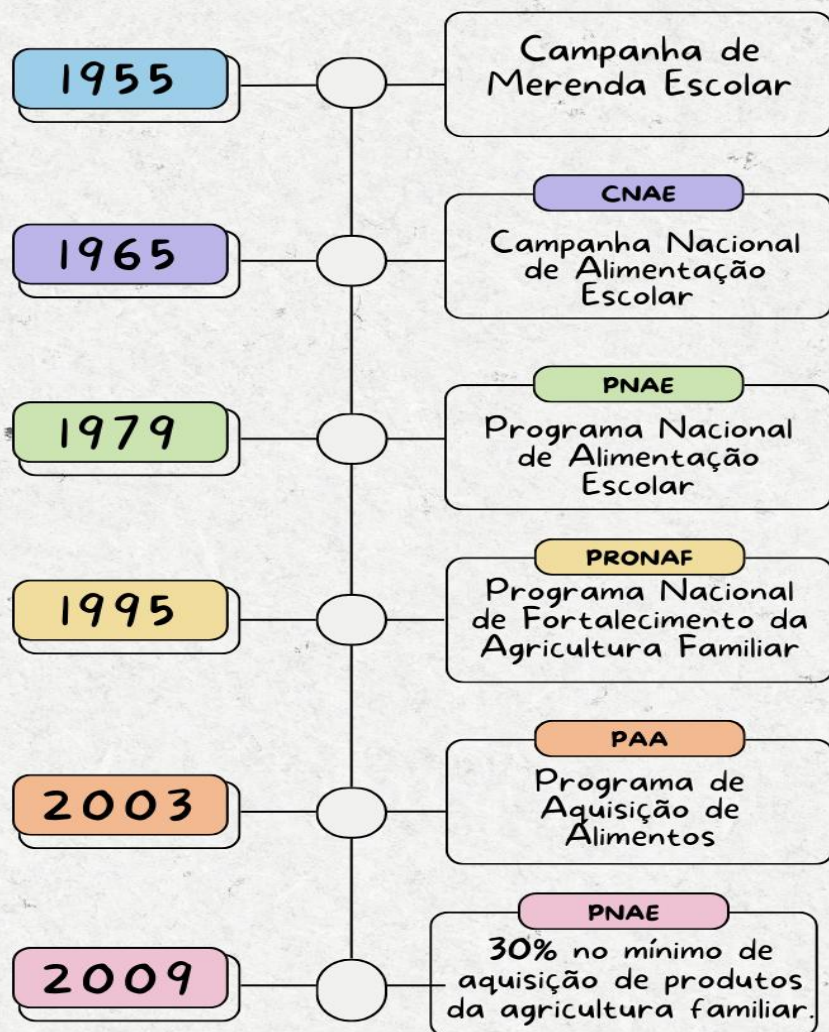 1955
Campanha de
Merenda Escolar
1965
CNAE
Campanha Nacional
de Alimentação
Escolar
1979
PNAE
Programa Nacional
de Alimentação
Escolar
1995
PRONAF
Programa Nacional
de Fortalecimento da
Agricultura Familiar
2003
PAA
Programa de
Aquisição de
Alimentos
2009
PNAE
30% no mínimo de
aquisição de produtos
da agricultura familiar.